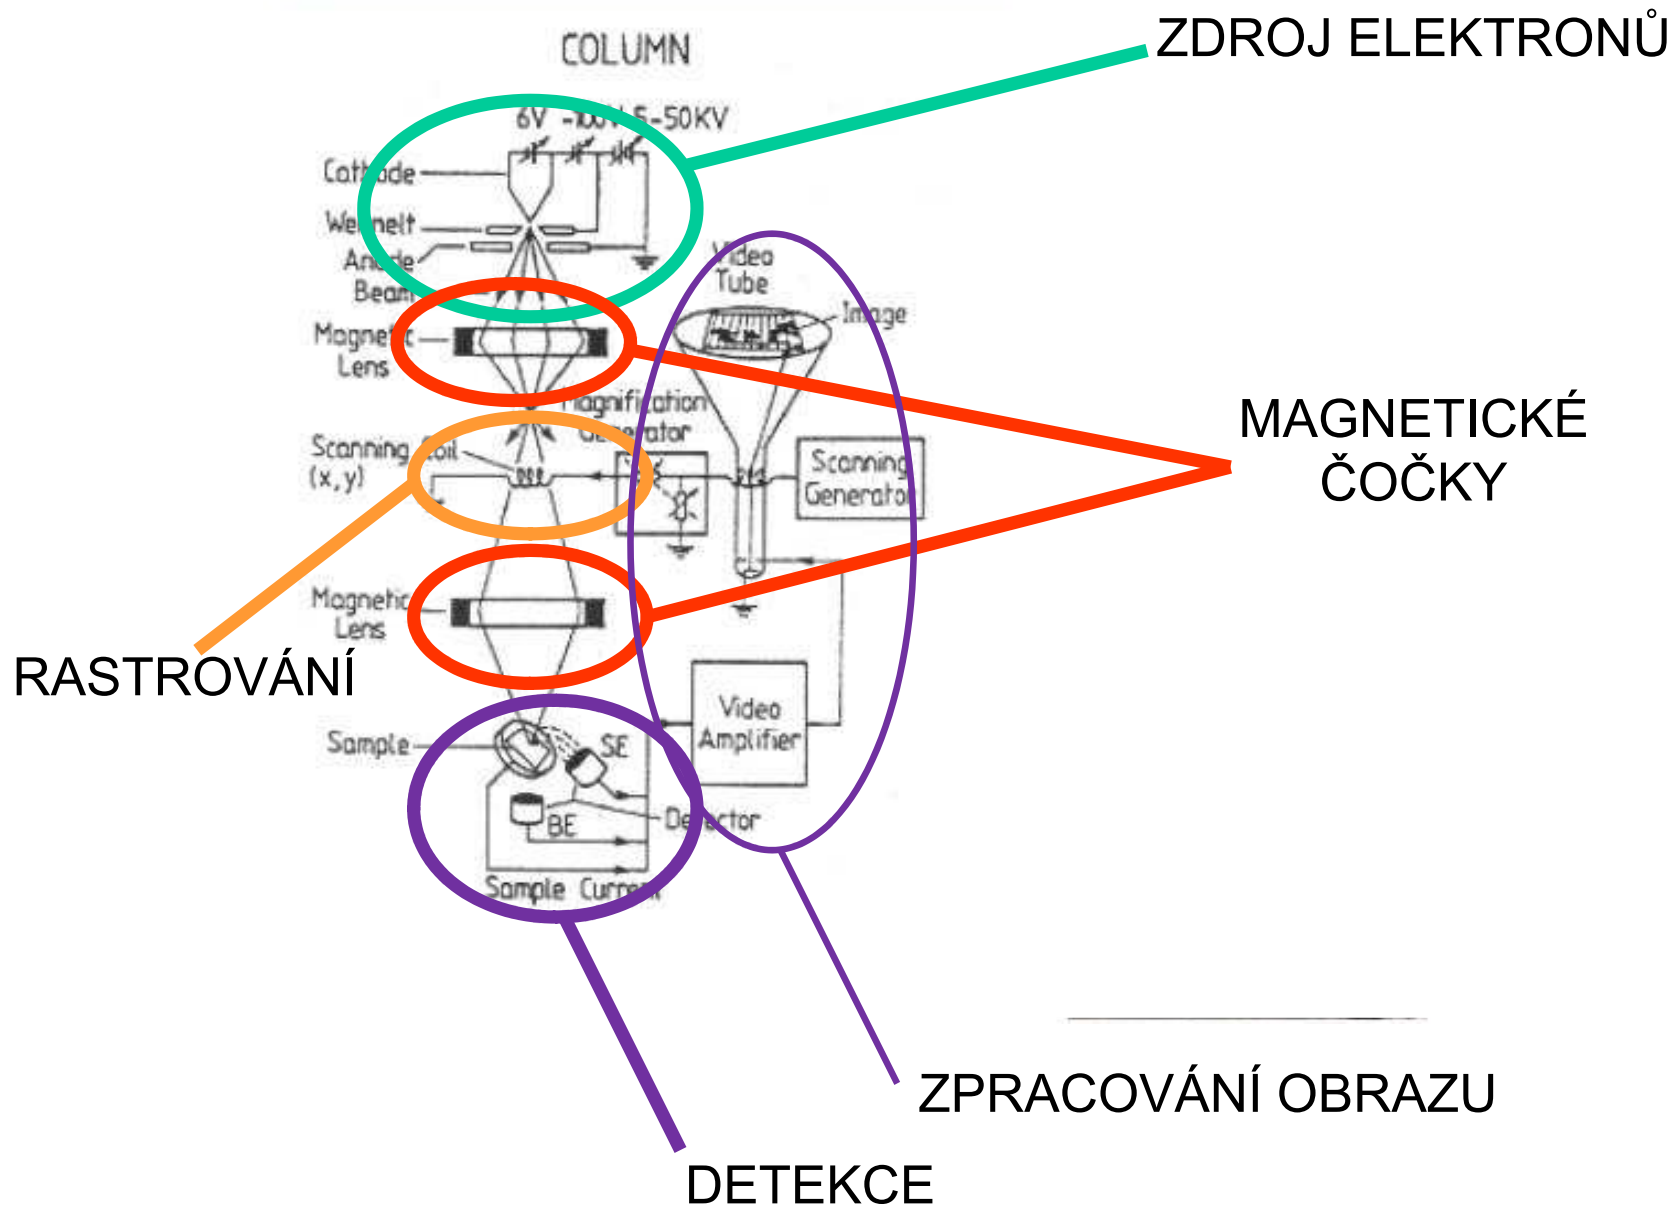 ZDROJ ELEKTRONŮ
COLUMN
6V -100V 5-50KV
Cathode
Wehnelt
Anode
Beam
Video
Tube
Image
Magnetic
Lens
Magnification
Generator
MAGNETICKÉ
ČOČKY
Scanning Coil
(x,y)
Scanning
Generator
Magnetic
Lens
RASTROVÁNÍ
Video
Amplifier
Sample
SE
BE
Detector
Sample Current
ZPRACOVÁNÍ OBRAZU
DETEKCE